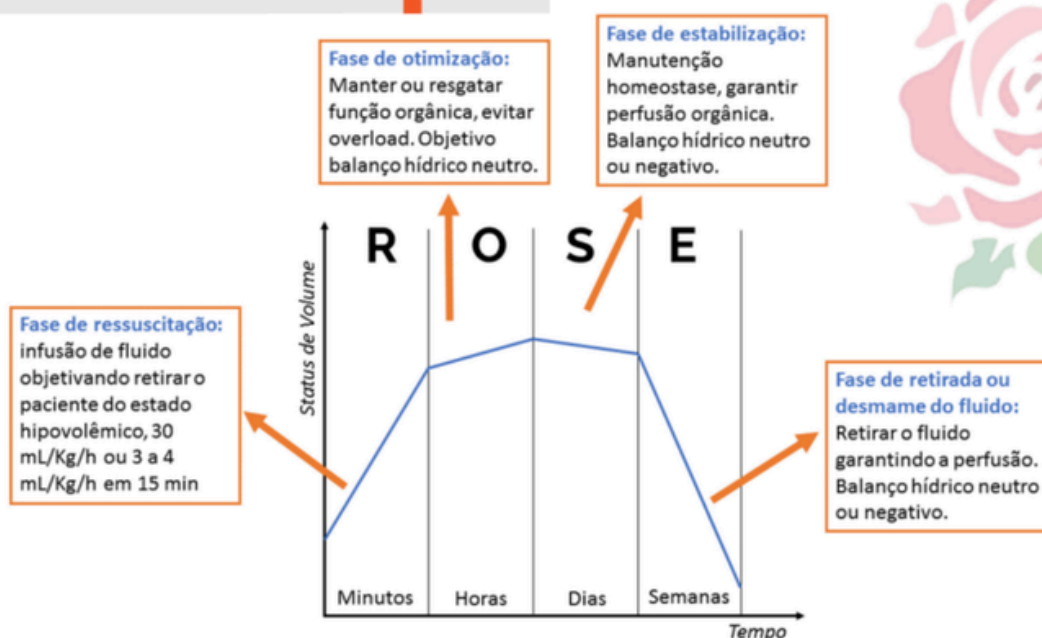 Fase de otimização:
Manter ou resgatar
função orgânica, evitar
overload. Objetivo
balanço hídrico neutro.
Fase de estabilização:
Manutenção
homeostase, garantir
perfusão orgânica.
Balanço hídrico neutro
ou negativo.
R O S E
Status de Volume
Fase de ressuscitação:
infusão de fluido
objetivando retirar o
paciente do estado
hipovolêmico, 30
mL/Kg/h ou 3 a 4
mL/Kg/h em 15 min
Fase de retirada ou
desmame do fluido:
Retirar o fluido
garantindo a perfusão.
Balanço hídrico neutro
ou negativo.
Minutos Horas Dias Semanas
Tempo